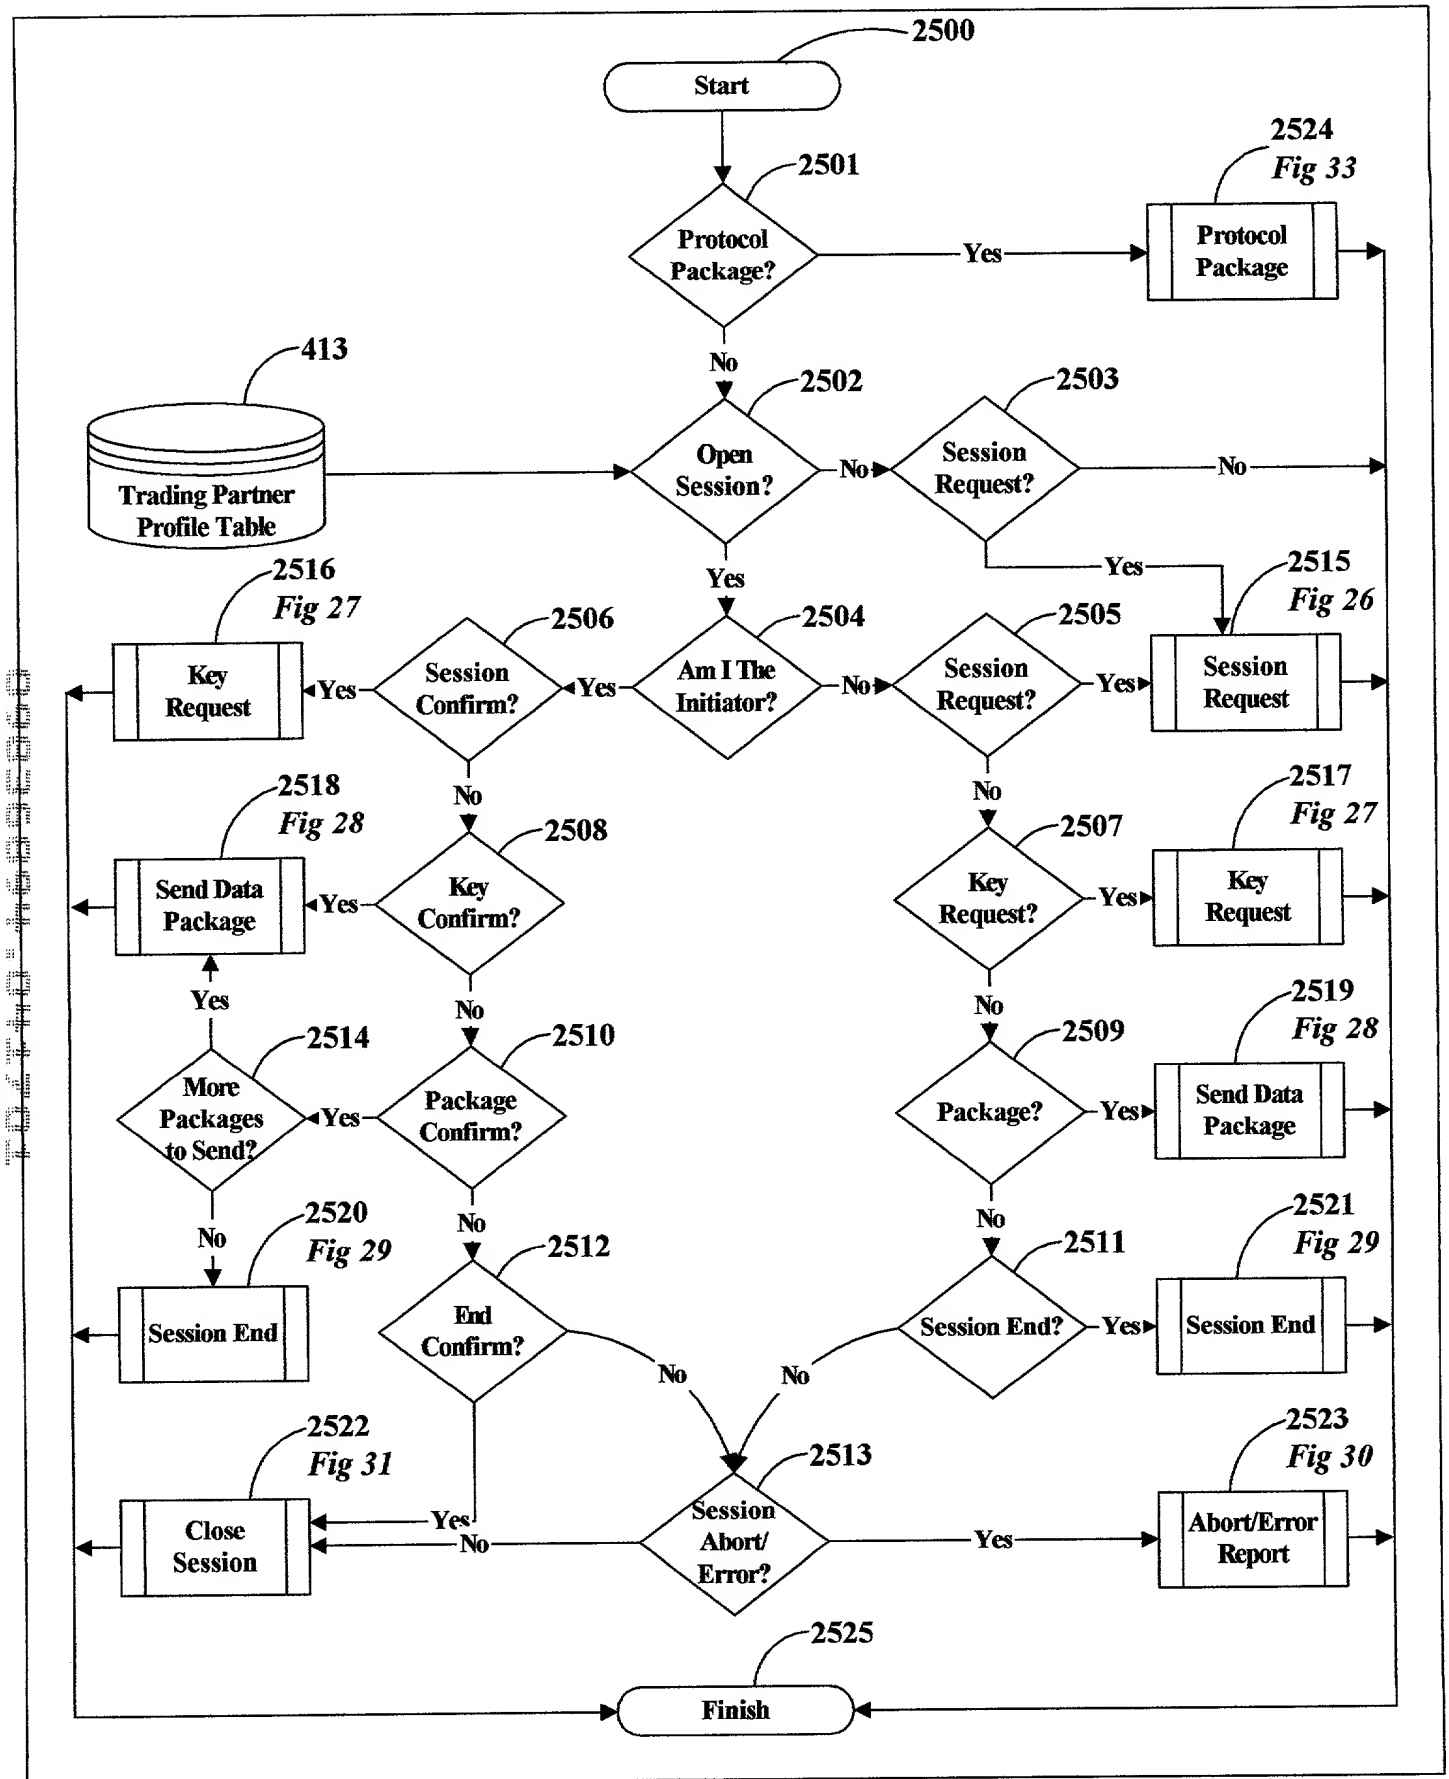 2500
Start
2524
Fig 33
2501
Protocol
Package?
Yes
Protocol
Package
No
413
2502
2503
Open
Session?
No
Session
Request?
No
Trading Partner
Profile Table
Yes
Yes
2516
Fig 27
2506
2504
2505
2515
Fig 26
Key
Request
Yes
Session
Confirm?
Yes
Am I The
Initiator?
No
Session
Request?
Yes
Session
Request
No
No
2518
Fig 28
2508
2507
2517
Fig 27
Send Data
Package
Yes
Key
Confirm?
Key
Request?
Yes
Key
Request
Yes
No
No
2514
2510
2509
2519
Fig 28
More
Packages
to Send?
Yes
Package
Confirm?
Package?
Yes
Send Data
Package
No
No
No
2520
Fig 29
2512
2511
2521
Fig 29
Session End
End
Confirm?
Session End?
Yes
Session End
No
No
2522
Fig 31
2513
2523
Fig 30
Close
Session
Yes
No
Session
Abort/
Error?
Yes
Abort/Error
Report
2525
Finish